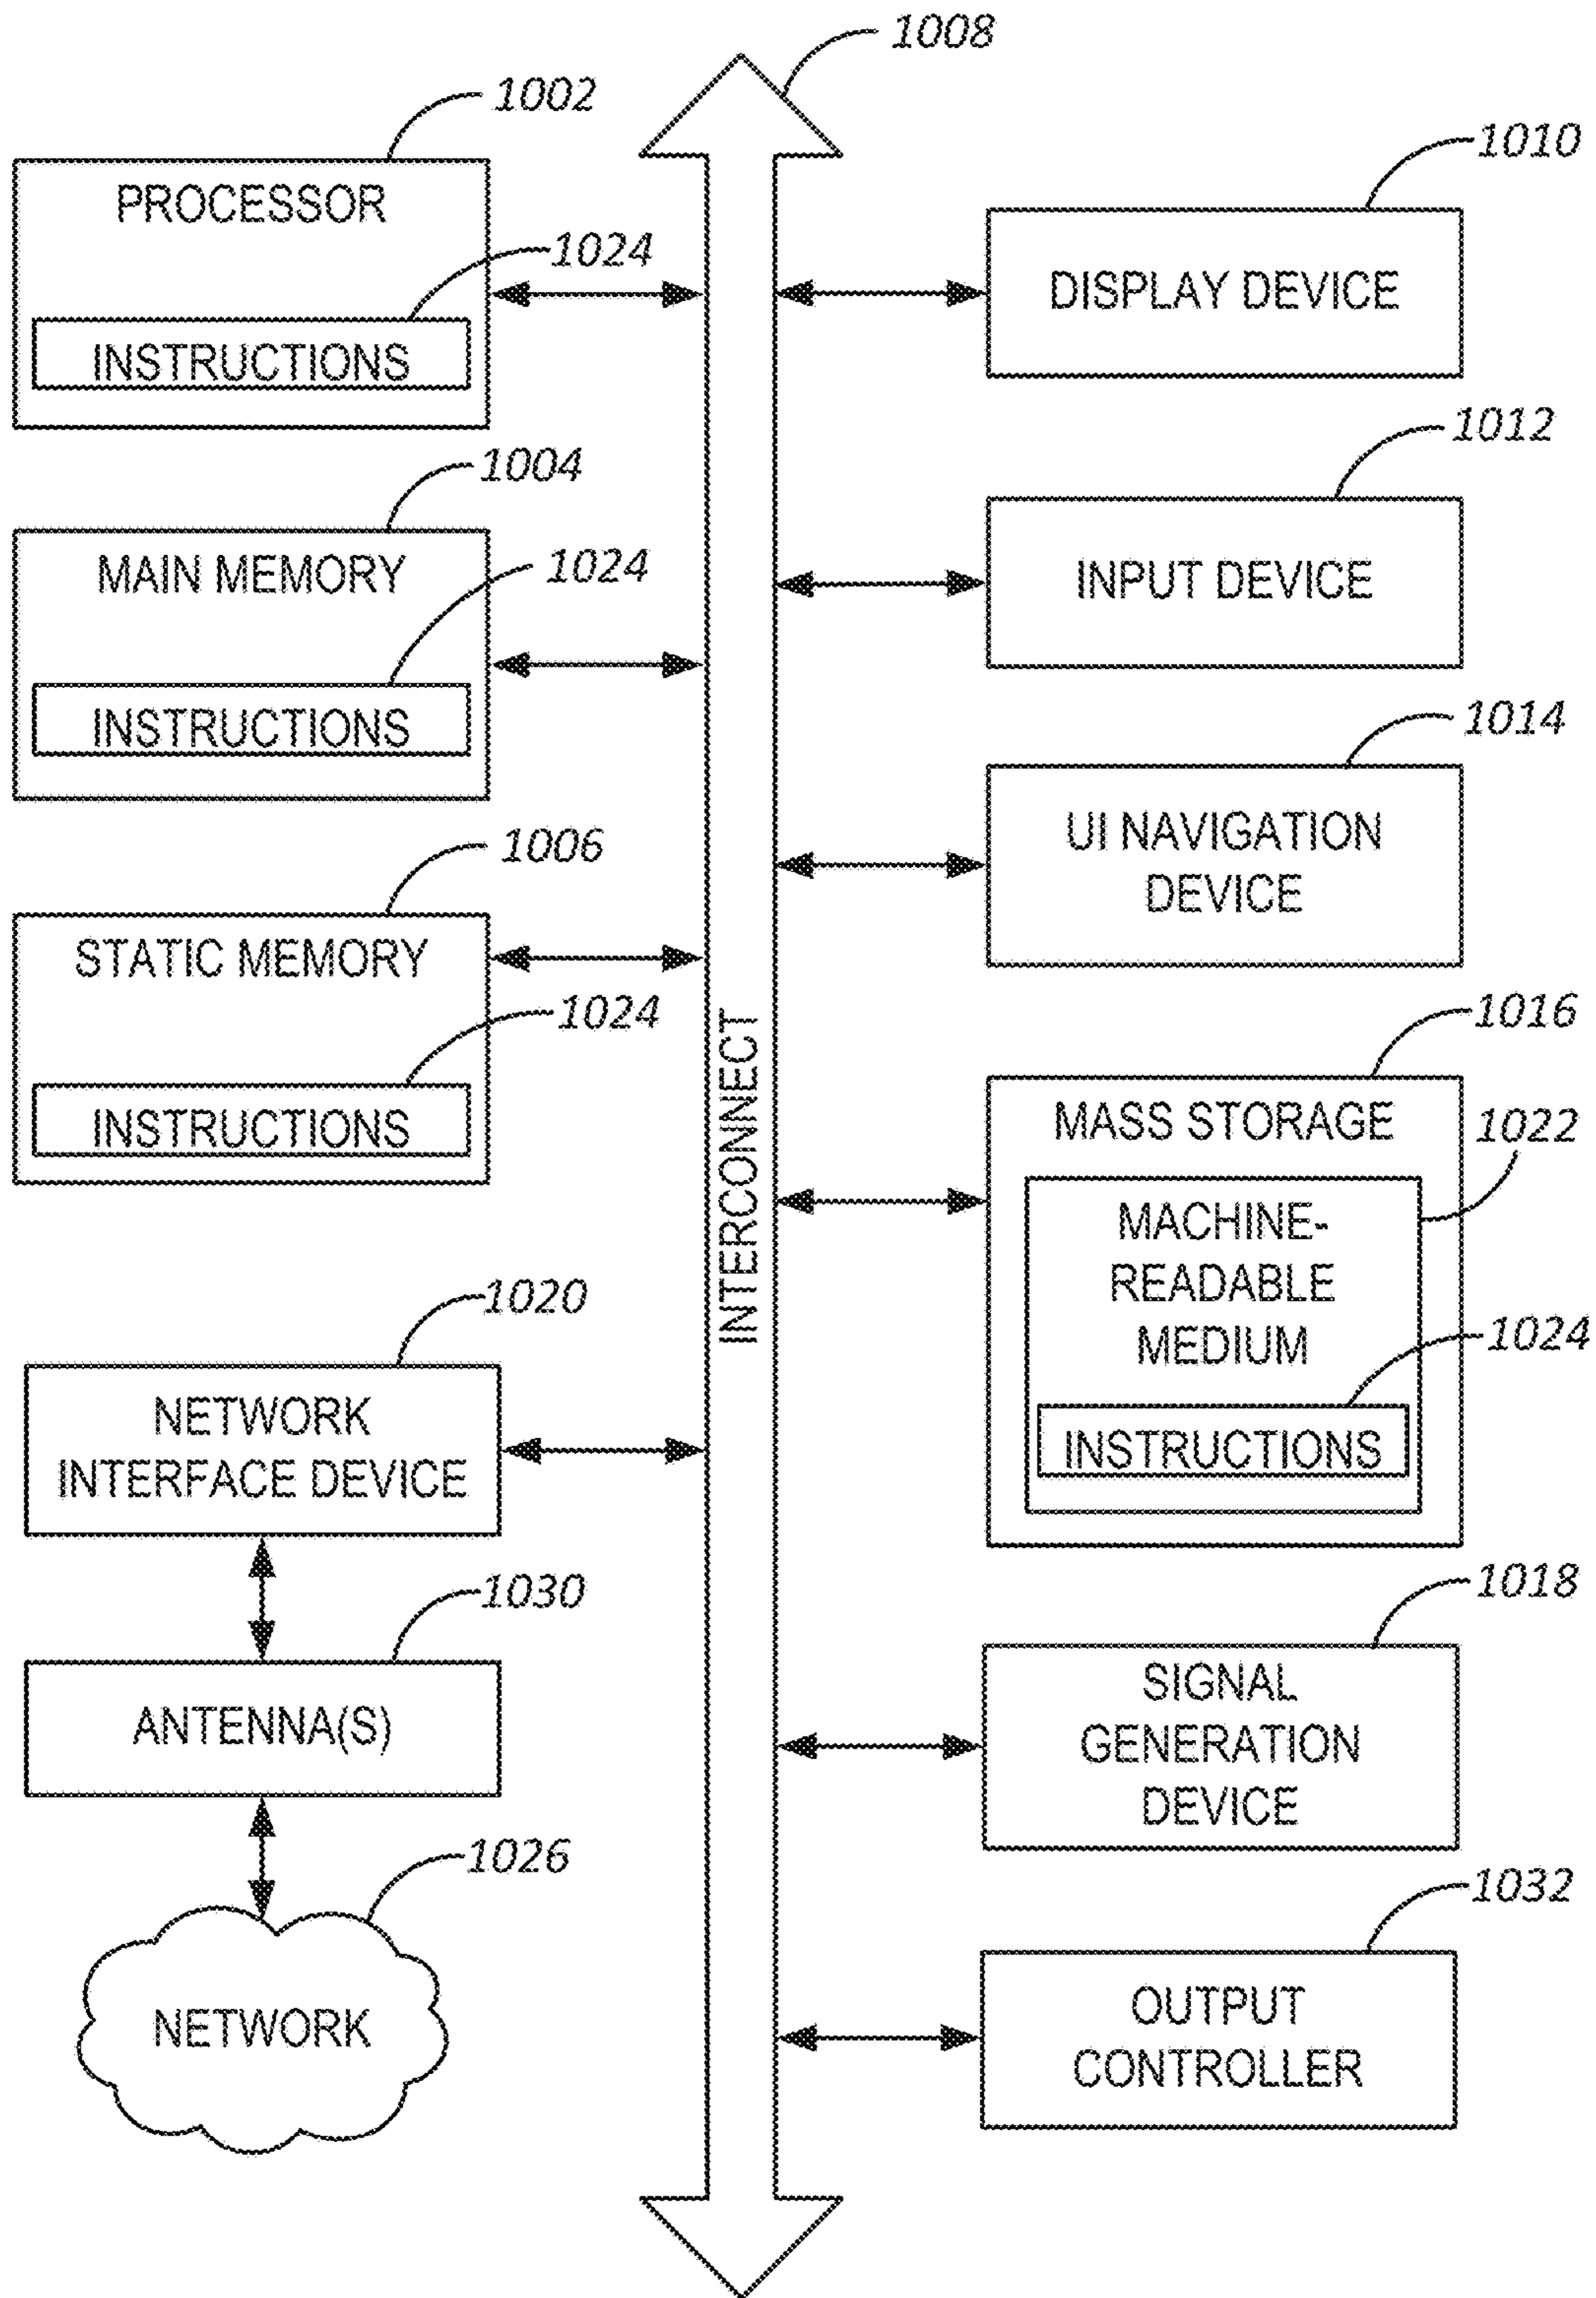 1008
1002
PROCESSOR
1024
INSTRUCTIONS
1004
MAIN MEMORY
1024
INSTRUCTIONS
1006
STATIC MEMORY
1024
INSTRUCTIONS
1020
NETWORK
INTERFACE DEVICE
1030
ANTENNA(S)
1026
NETWORK
INTERCONNECT
1010
DISPLAY DEVICE
1012
INPUT DEVICE
1014
UI NAVIGATION
DEVICE
1016
MASS STORAGE
1022
MACHINE-
READABLE
MEDIUM
1024
INSTRUCTIONS
1018
SIGNAL
GENERATION
DEVICE
1032
OUTPUT
CONTROLLER